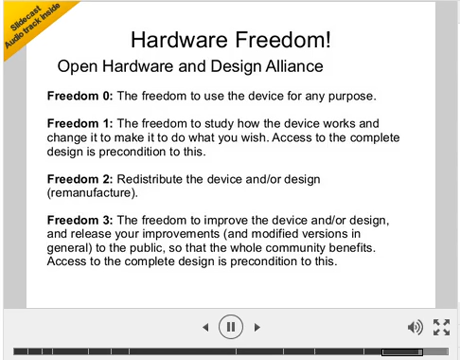 Slidecast
Audio track inside
Hardware Freedom!
Open Hardware and Design Alliance
Freedom 0: The freedom to use the device for any purpose.
Freedom 1: The freedom to study how the device works and
change it to make it to do what you wish. Access to the complete
design is precondition to this.
Freedom 2: Redistribute the device and/or design
(remanufacture).
Freedom 3: The freedom to improve the device and/or design,
and release your improvements (and modified versions in
general) to the public, so that the whole community benefits.
Access to the complete design is precondition to this.